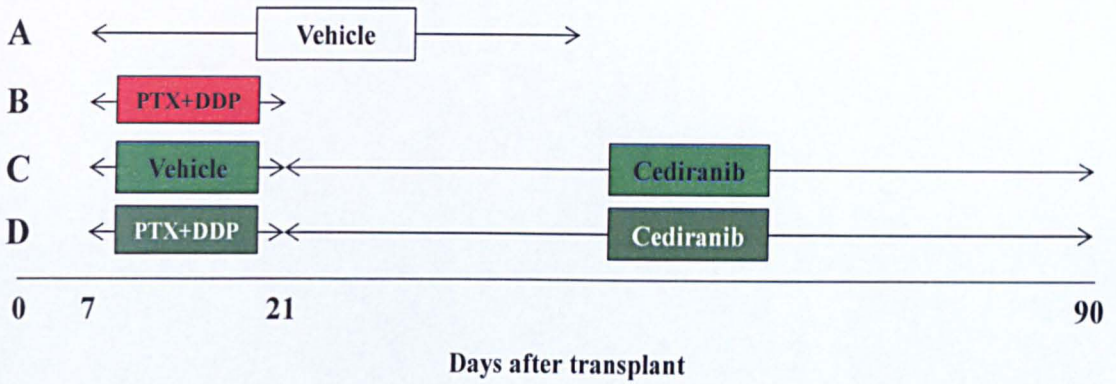 A Vehicle
B PTX+DDP
C Vehicle Cediranib
D PTX+DDP Cediranib
0 7 21 90
Days after transplant